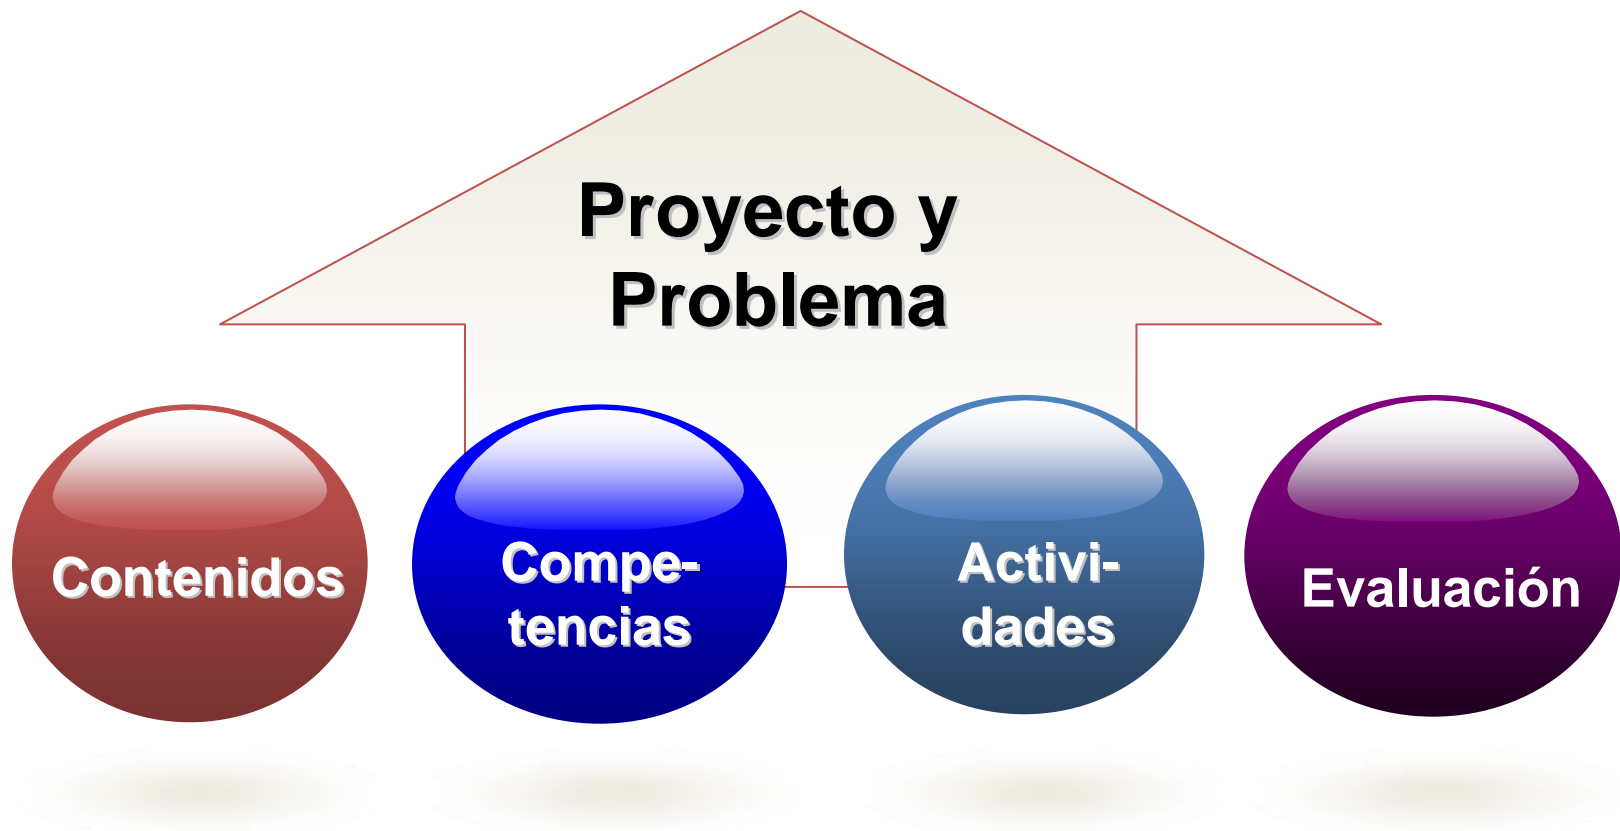 Proyecto y
Problema
Contenidos
Compe-
tencias
Activi-
dades
Evaluación